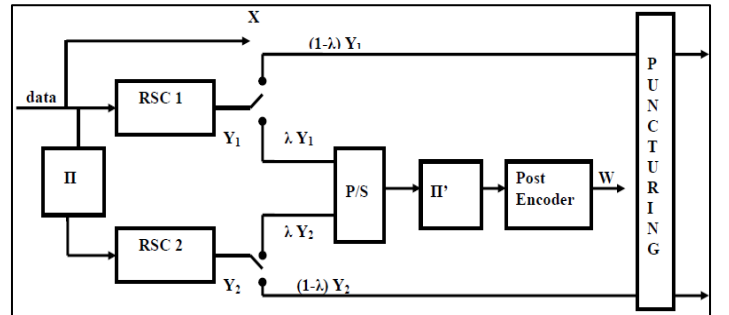 X
(1-λ) Y₁
data
RSC 1
Y₁
λ Y₁
Π
P/S
Π’
Post
Encoder
W
λ Y₂
RSC 2
Y₂
(1-λ) Y₂
P
U
N
C
T
U
R
I
N
G